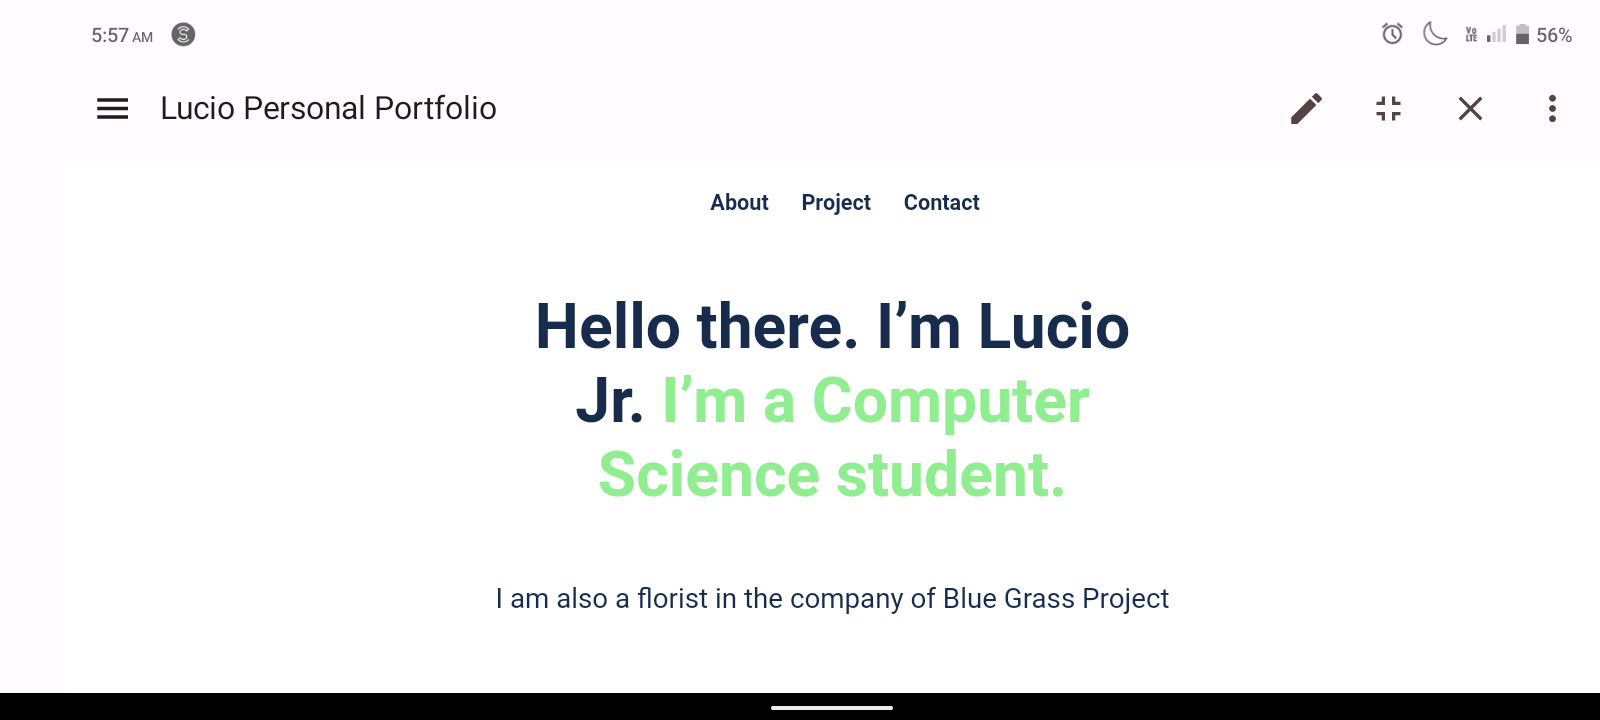 5:57 AM
56%
Lucio Personal Portfolio
About Project Contact
Hello there. I’m Lucio
Jr. I’m a Computer
Science student.
I am also a florist in the company of Blue Grass Project